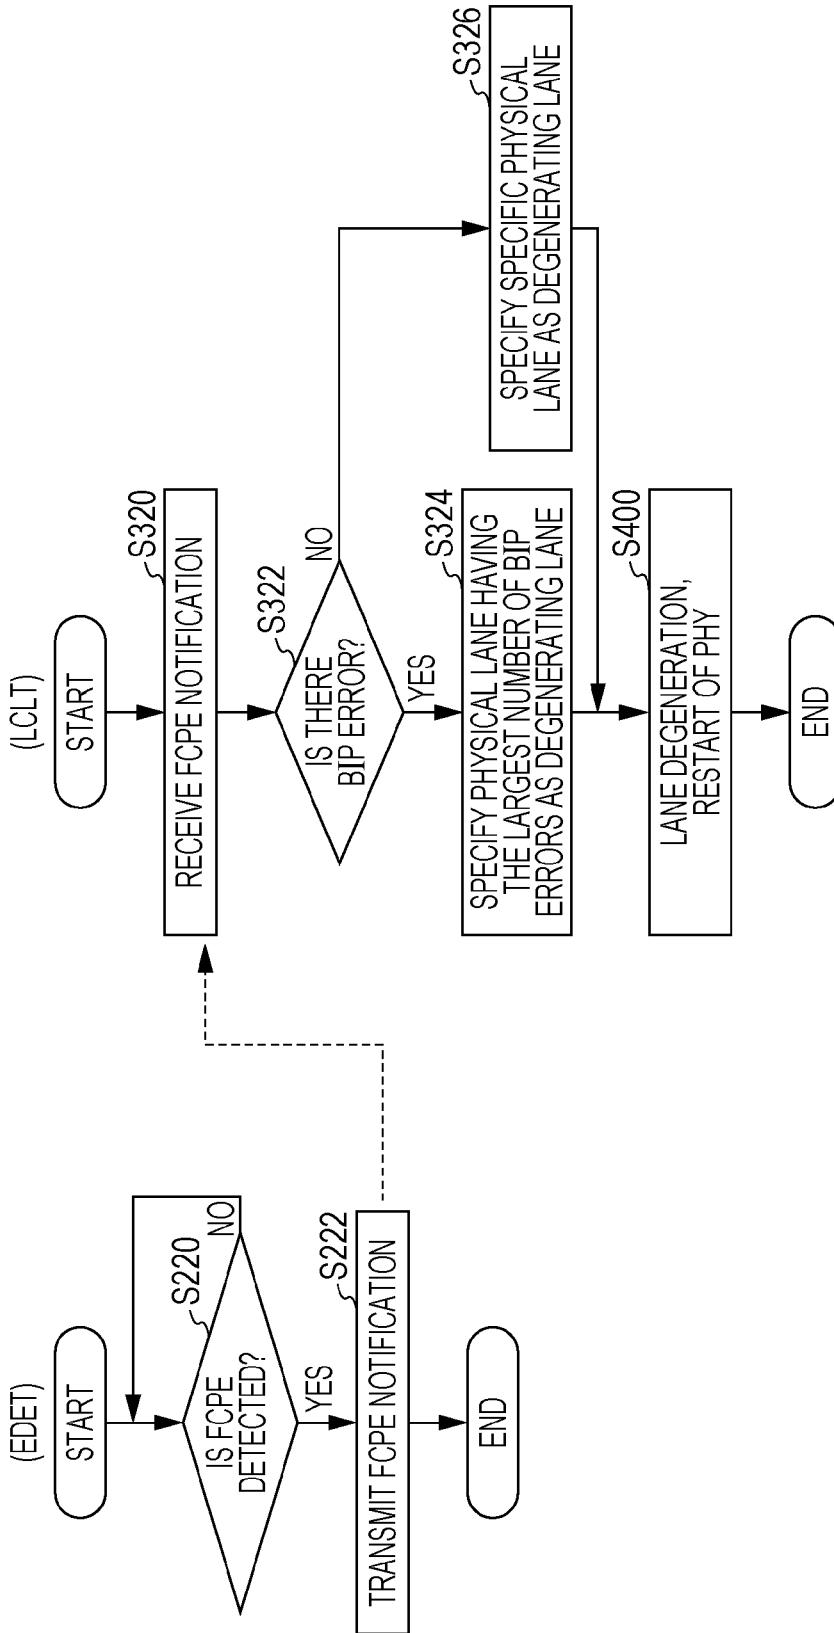 (EDET)
START
S220
IS FCPE
DETECTED?
NO
YES
S222
TRANSMIT FCPE NOTIFICATION
END
(LCLT)
START
S320
RECEIVE FCPE NOTIFICATION
S322
IS THERE
BIP ERROR?
NO
YES
S324
SPECIFY PHYSICAL LANE HAVING
THE LARGEST NUMBER OF BIP
ERRORS AS DEGENERATING LANE
S326
SPECIFY SPECIFIC PHYSICAL
LANE AS DEGENERATING LANE
S400
LANE DEGENERATION,
RESTART OF PHY
END